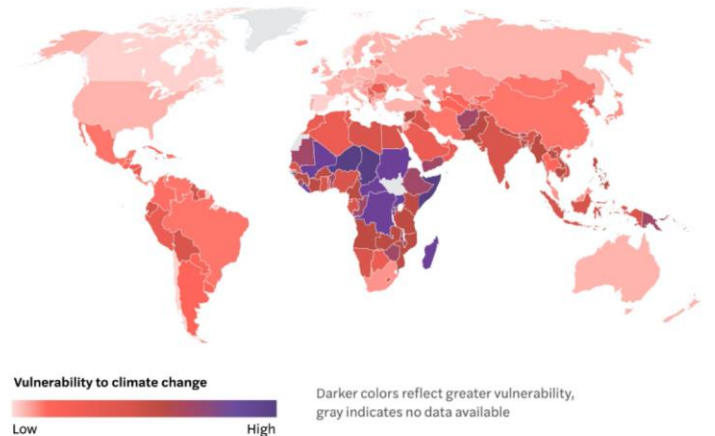 Vulnerability to climate change
Low High
Darker colors reflect greater vulnerability,
gray indicates no data available